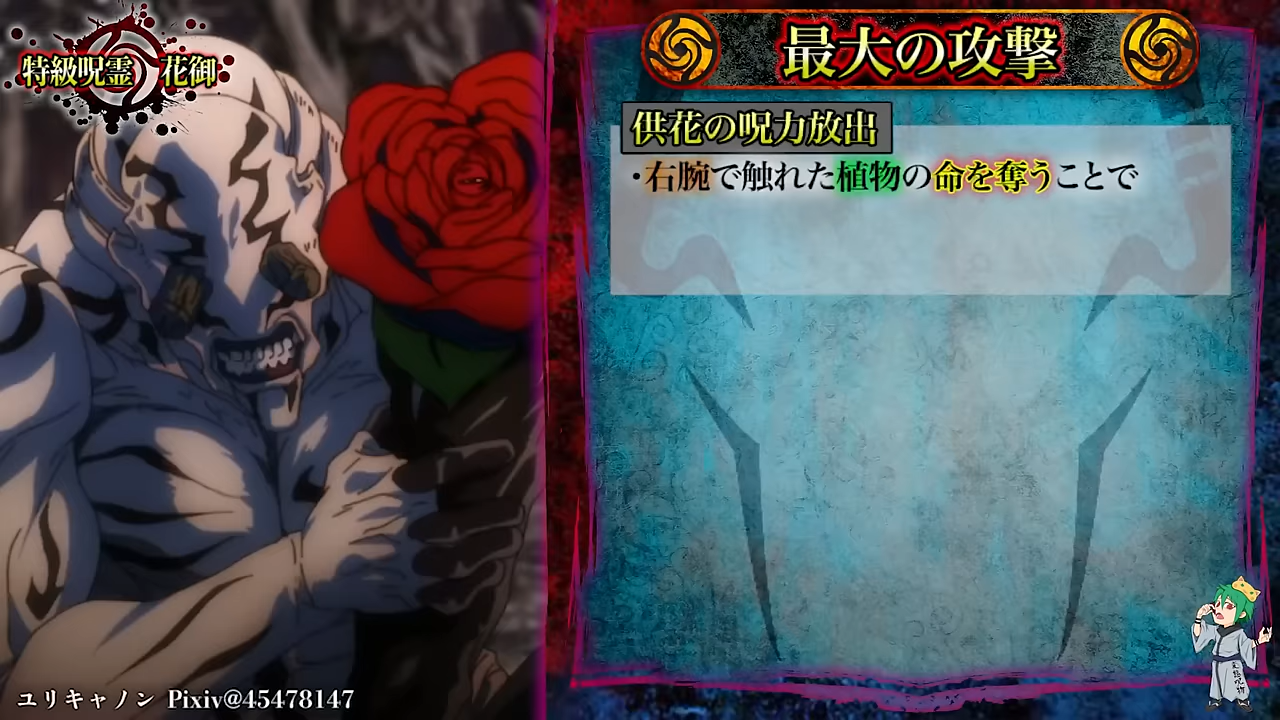 特級呪霊 花御
最大の攻撃
供花の呪力放出
・右腕で触れた植物の命を奪うことで
ユリキャノン Pixiv@45478147